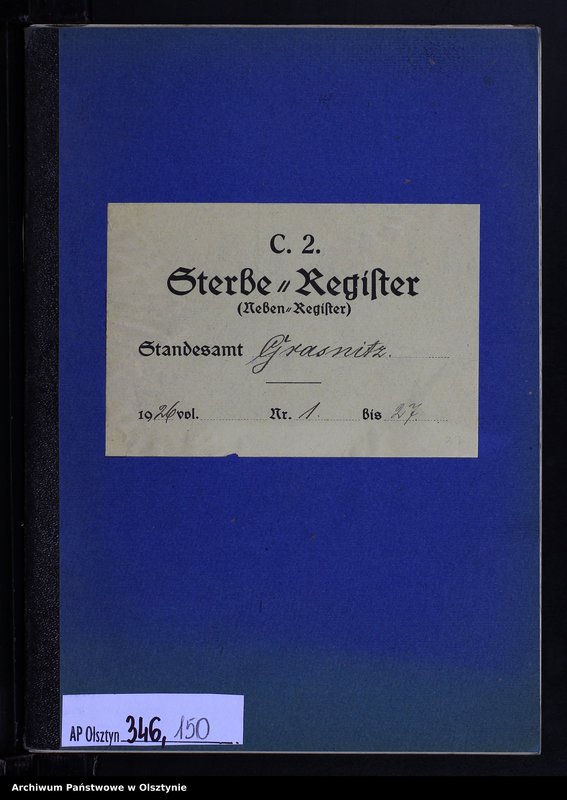 C. 2.
Sterbe-Register
(Neben-Register)
Standesamt Grasnitz.
1926 vol. Nr. 1. bis 27.
AP Olsztyn 346, 150
Archiwum Państwowe w Olsztynie